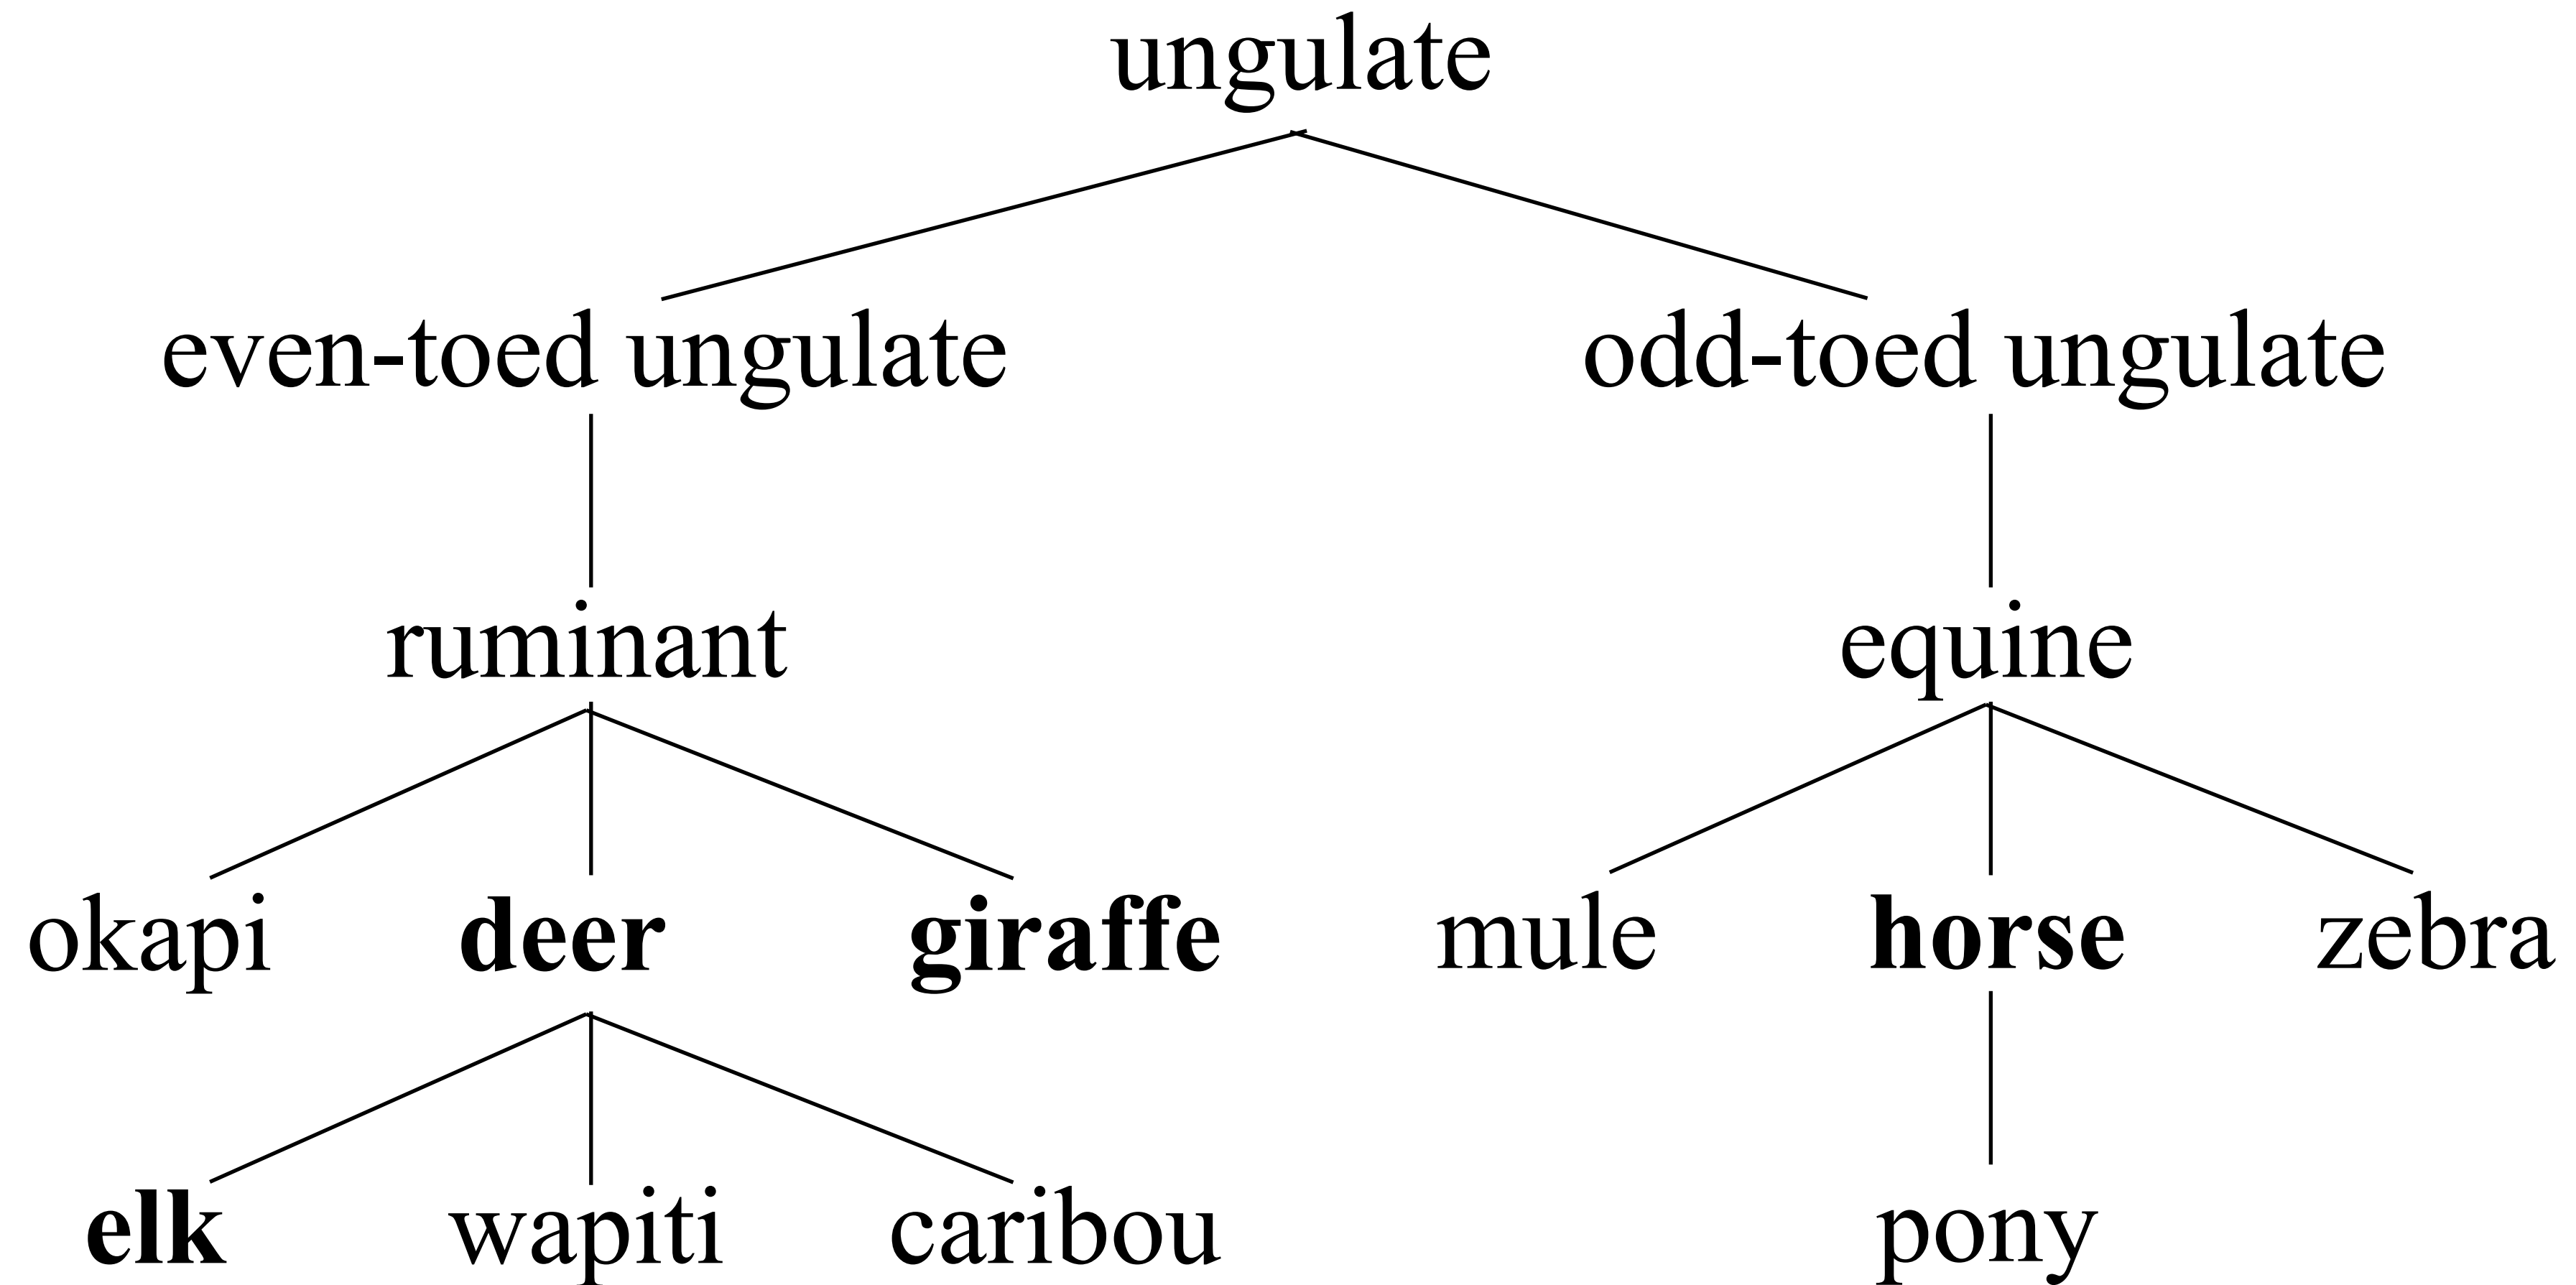 ungulate
even-toed ungulate odd-toed ungulate
ruminant equine
okapi deer giraffe mule horse zebra
elk wapiti caribou pony